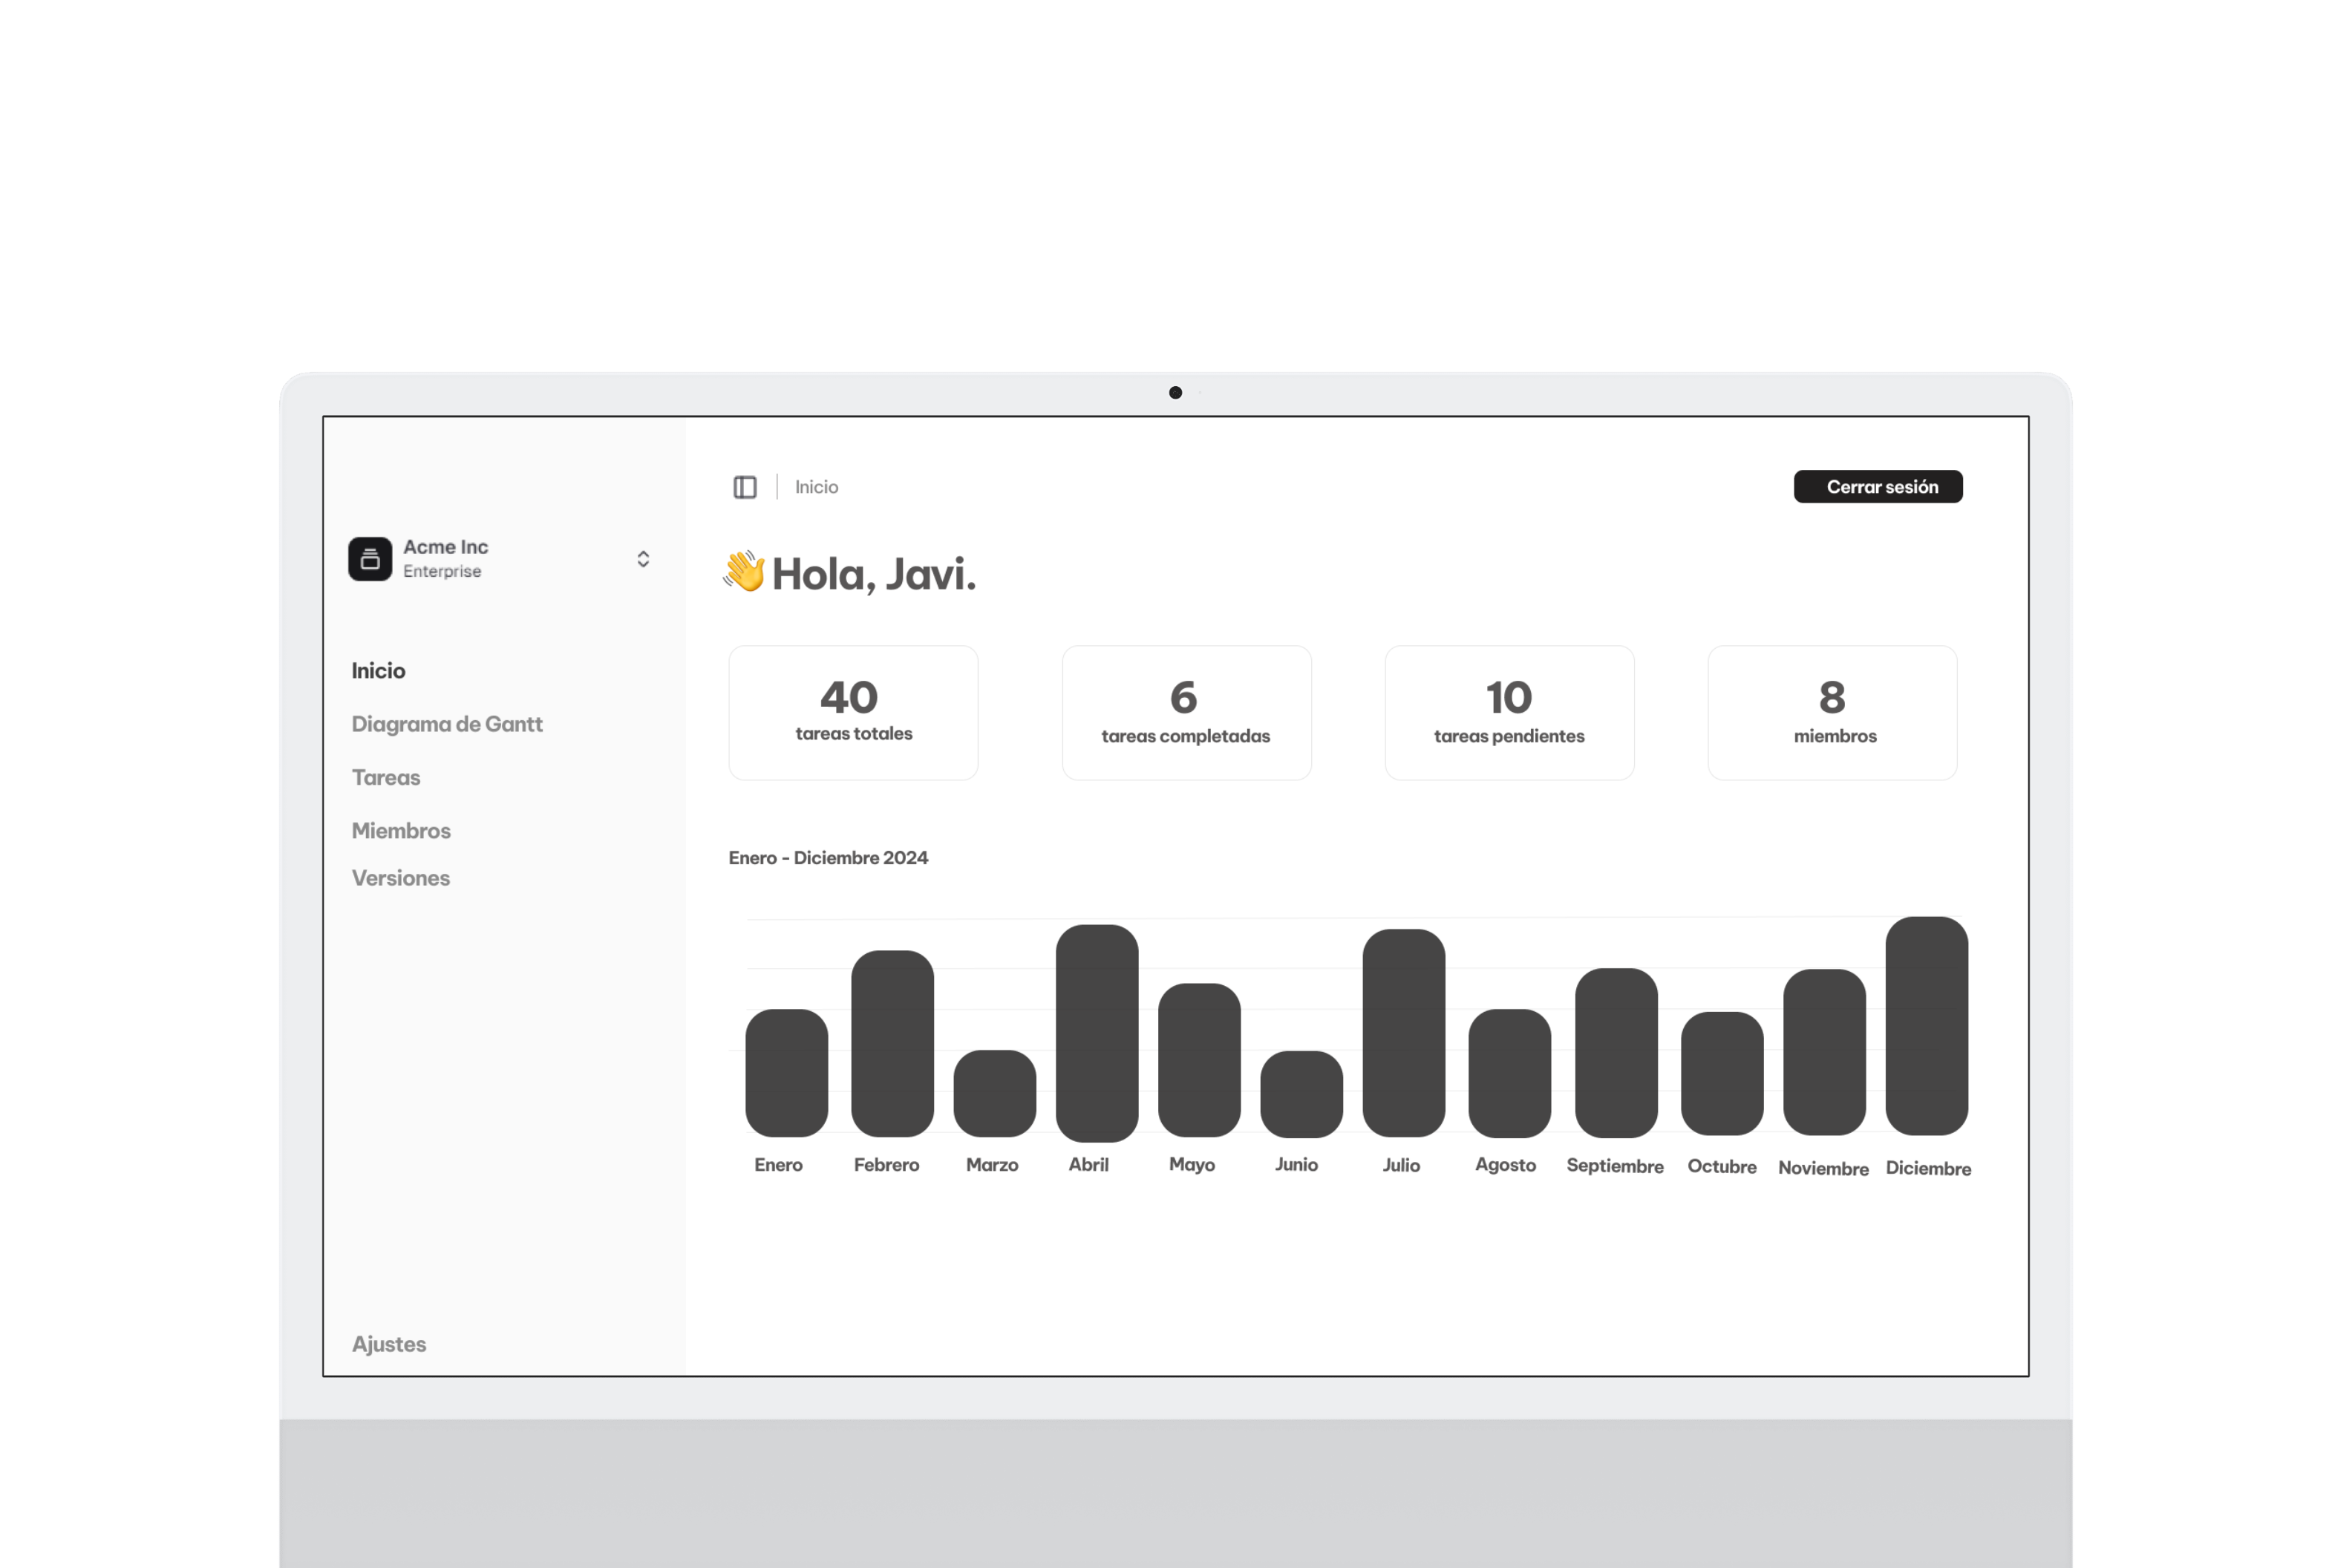 Inicio
Cerrar sesión
Acme Inc
Enterprise
👋 Hola, Javi.
Inicio
Diagrama de Gantt
Tareas
Miembros
Versiones
Ajustes
40
tareas totales
6
tareas completadas
10
tareas pendientes
8
miembros
Enero - Diciembre 2024
Enero Febrero Marzo Abril Mayo Junio Julio Agosto Septiembre Octubre Noviembre Diciembre